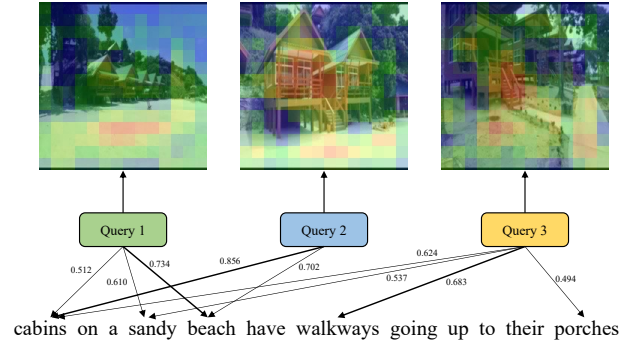 Query 1
Query 2
Query 3
0.512
0.610
0.734
0.856
0.702
0.624
0.537
0.683
0.494
cabins on a sandy beach have walkways going up to their porches